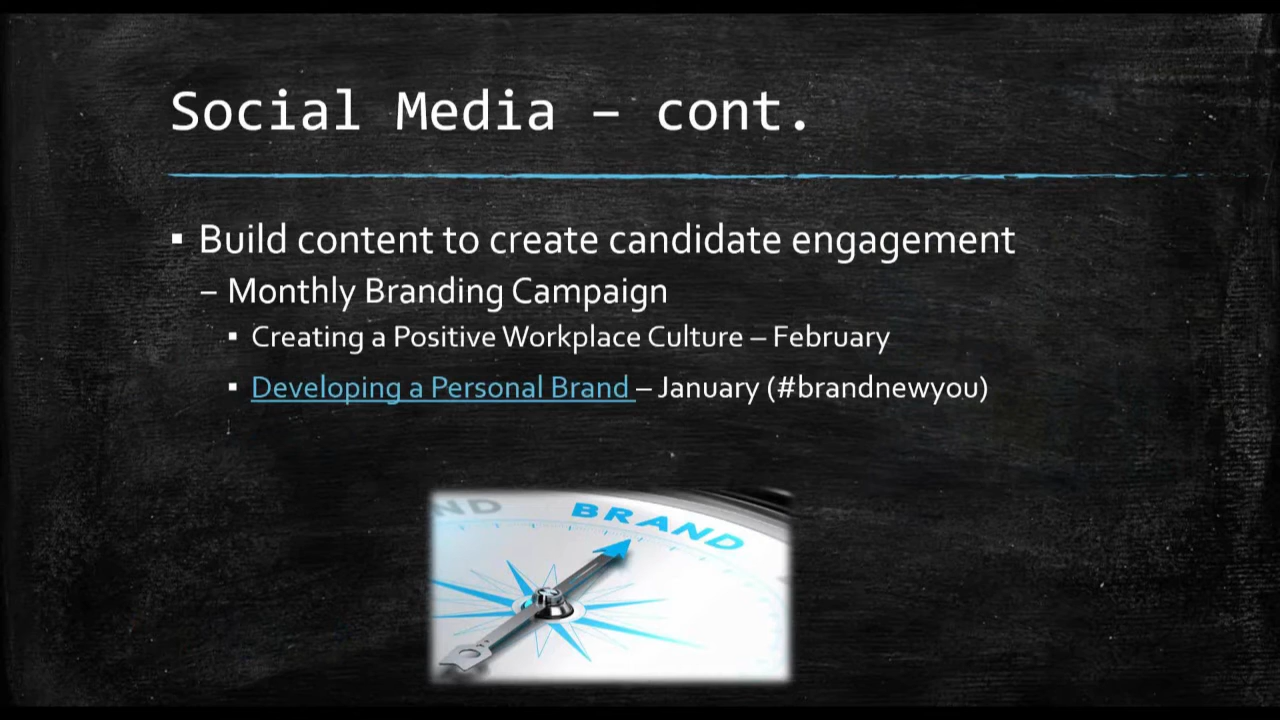 Social Media – cont.
▪ Build content to create candidate engagement
– Monthly Branding Campaign
▪ Creating a Positive Workplace Culture – February
▪ Developing a Personal Brand – January (#brandnewyou)
ND
BRAND